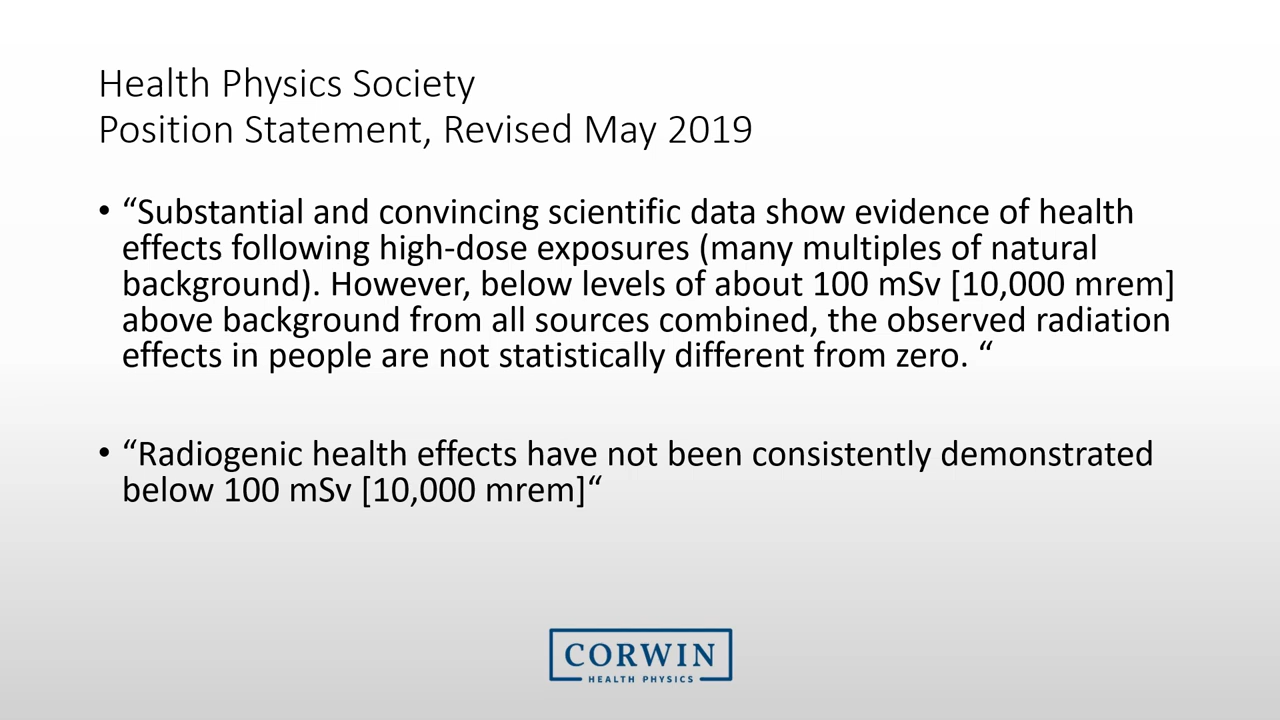 Health Physics Society
Position Statement, Revised May 2019
• “Substantial and convincing scientific data show evidence of health
effects following high-dose exposures (many multiples of natural
background). However, below levels of about 100 mSv [10,000 mrem]
above background from all sources combined, the observed radiation
effects in people are not statistically different from zero. “
• “Radiogenic health effects have not been consistently demonstrated
below 100 mSv [10,000 mrem]“
CORWIN
HEALTH PHYSICS